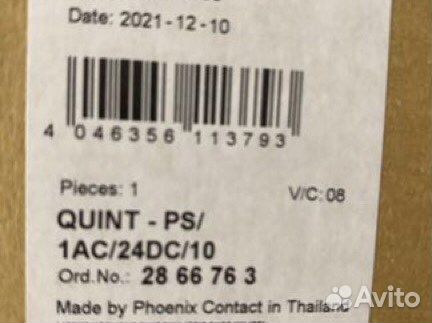 Date: 2021-12-10
4 046356 113793
Pieces: 1
V/C: 08
QUINT - PS/
1AC/24DC/10
Ord.No.: 28 66 76 3
Made by Phoenix Contact in Thailand
Avito